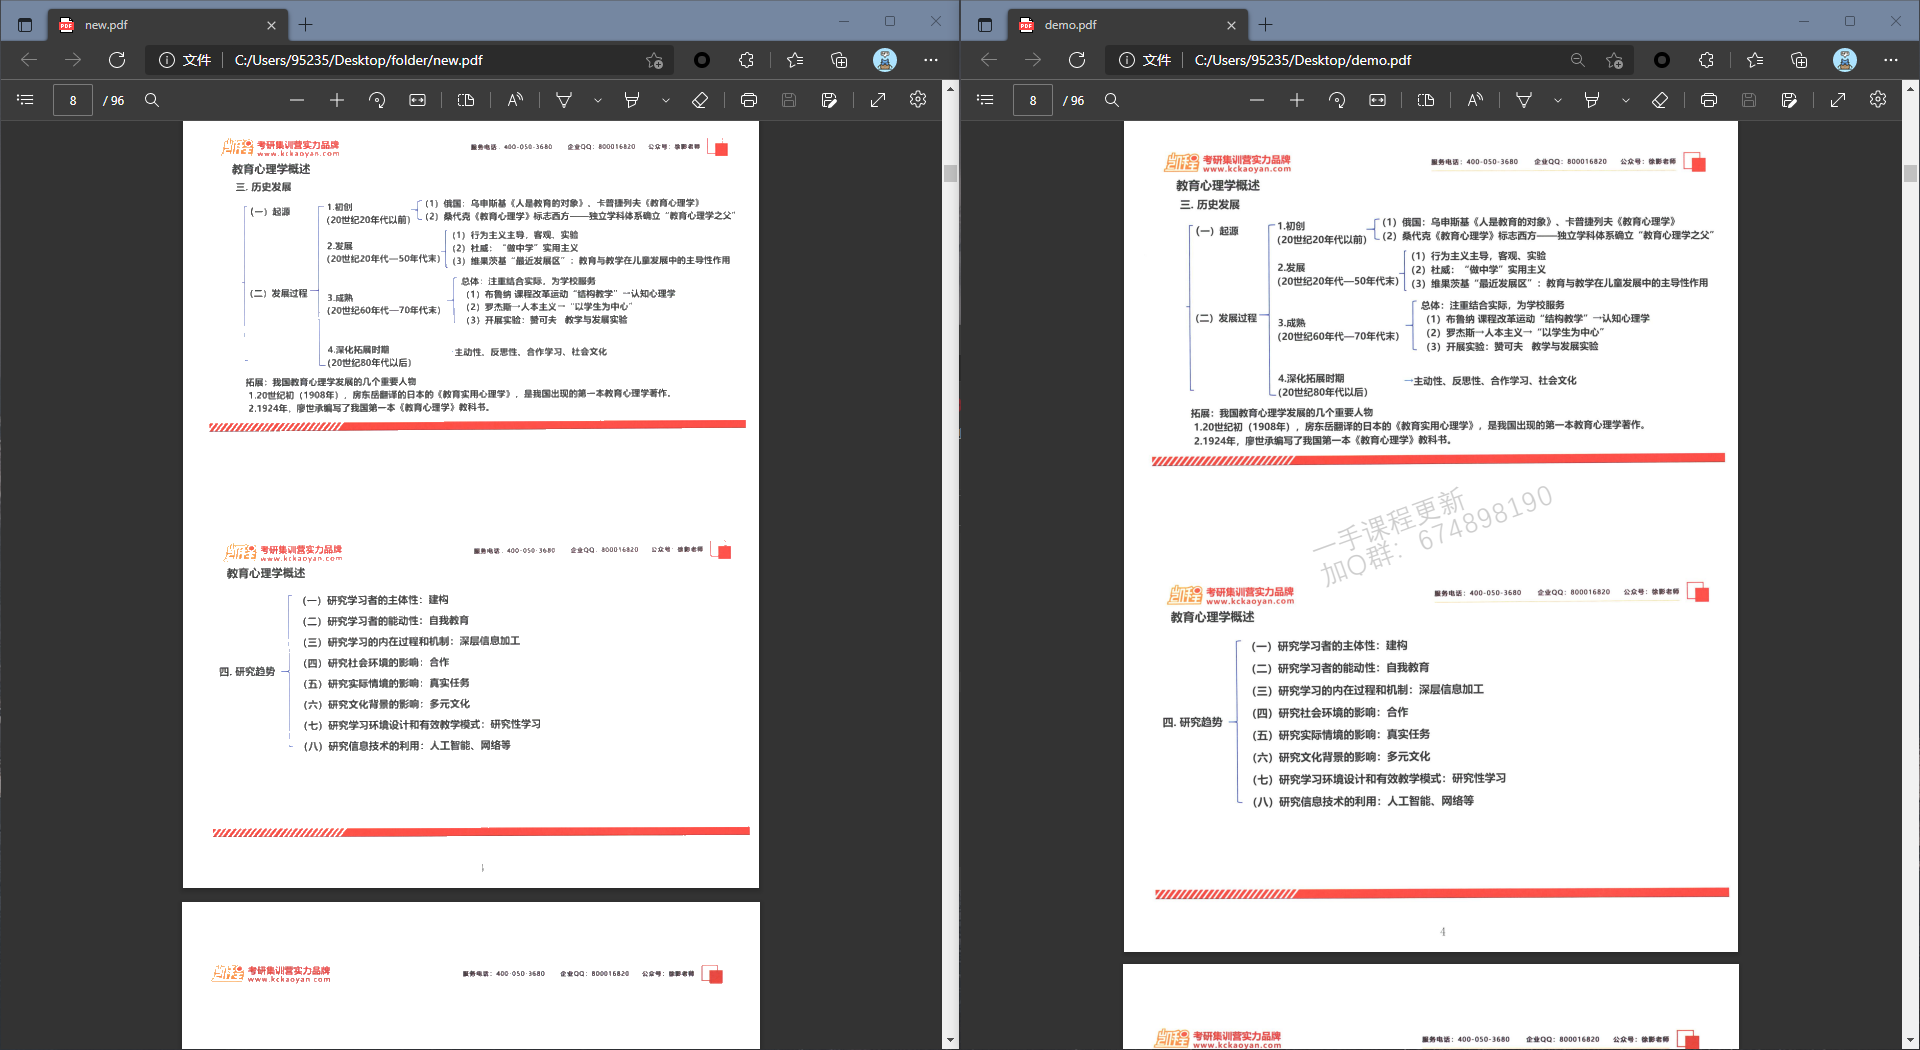 new.pdf
文件 C:/Users/95235/Desktop/folder/new.pdf
8 / 96
凯程 考研集训营实力品牌
www.kckaoyan.com
服务电话：400-050-3680 企业QQ：800016820 公众号：徐影老师
教育心理学概述
三. 历史发展
（一）起源
（二）发展过程
1.初创
(20世纪20年代以前)
（1）俄国：乌申斯基《人是教育的对象》、卡普捷列夫《教育心理学》
（2）桑代克《教育心理学》标志西方——独立学科体系确立“教育心理学之父”
2.发展
(20世纪20年代—50年代末)
（1）行为主义主导，客观、实验
（2）杜威：“做中学”实用主义
（3）维果茨基“最近发展区”：教育与教学在儿童发展中的主导性作用
3.成熟
(20世纪60年代—70年代末)
总体：注重结合实际，为学校服务
（1）布鲁纳 课程改革运动“结构教学”→认知心理学
（2）罗杰斯→人本主义→“以学生为中心”
（3）开展实验：赞可夫 教学与发展实验
4.深化拓展时期
(20世纪80年代以后)
主动性、反思性、合作学习、社会文化
拓展：我国教育心理学发展的几个重要人物
1.20世纪初（1908年），房东岳翻译的日本的《教育实用心理学》，是我国出现的第一本教育心理学著作。
2.1924年，廖世承编写了我国第一本《教育心理学》教科书。
凯程 考研集训营实力品牌
www.kckaoyan.com
服务电话：400-050-3680 企业QQ：800016820 公众号：徐影老师
教育心理学概述
四. 研究趋势
（一）研究学习者的主体性：建构
（二）研究学习者的能动性：自我教育
（三）研究学习的内在过程和机制：深层信息加工
（四）研究社会环境的影响：合作
（五）研究实际情境的影响：真实任务
（六）研究文化背景的影响：多元文化
（七）研究学习环境设计和有效教学模式：研究性学习
（八）研究信息技术的利用：人工智能、网络等
凯程 考研集训营实力品牌
www.kckaoyan.com
服务电话：400-050-3680 企业QQ：800016820 公众号：徐影老师
demo.pdf
文件 C:/Users/95235/Desktop/demo.pdf
8 / 96
凯程 考研集训营实力品牌
www.kckaoyan.com
服务电话：400-050-3680 企业QQ：800016820 公众号：徐影老师
教育心理学概述
三. 历史发展
（一）起源
（二）发展过程
1.初创
(20世纪20年代以前)
（1）俄国：乌申斯基《人是教育的对象》、卡普捷列夫《教育心理学》
（2）桑代克《教育心理学》标志西方——独立学科体系确立“教育心理学之父”
2.发展
(20世纪20年代—50年代末)
（1）行为主义主导，客观、实验
（2）杜威：“做中学”实用主义
（3）维果茨基“最近发展区”：教育与教学在儿童发展中的主导性作用
3.成熟
(20世纪60年代—70年代末)
总体：注重结合实际，为学校服务
（1）布鲁纳 课程改革运动“结构教学”→认知心理学
（2）罗杰斯→人本主义→“以学生为中心”
（3）开展实验：赞可夫 教学与发展实验
4.深化拓展时期
(20世纪80年代以后)
→主动性、反思性、合作学习、社会文化
拓展：我国教育心理学发展的几个重要人物
1.20世纪初（1908年），房东岳翻译的日本的《教育实用心理学》，是我国出现的第一本教育心理学著作。
2.1924年，廖世承编写了我国第一本《教育心理学》教科书。
一手课程更新
加Q群：674898190
凯程 考研集训营实力品牌
www.kckaoyan.com
服务电话：400-050-3680 企业QQ：800016820 公众号：徐影老师
教育心理学概述
四. 研究趋势
（一）研究学习者的主体性：建构
（二）研究学习者的能动性：自我教育
（三）研究学习的内在过程和机制：深层信息加工
（四）研究社会环境的影响：合作
（五）研究实际情境的影响：真实任务
（六）研究文化背景的影响：多元文化
（七）研究学习环境设计和有效教学模式：研究性学习
（八）研究信息技术的利用：人工智能、网络等
4
凯程 考研集训营实力品牌
www.kckaoyan.com
服务电话：400-050-3680 企业QQ：800016820 公众号：徐影老师